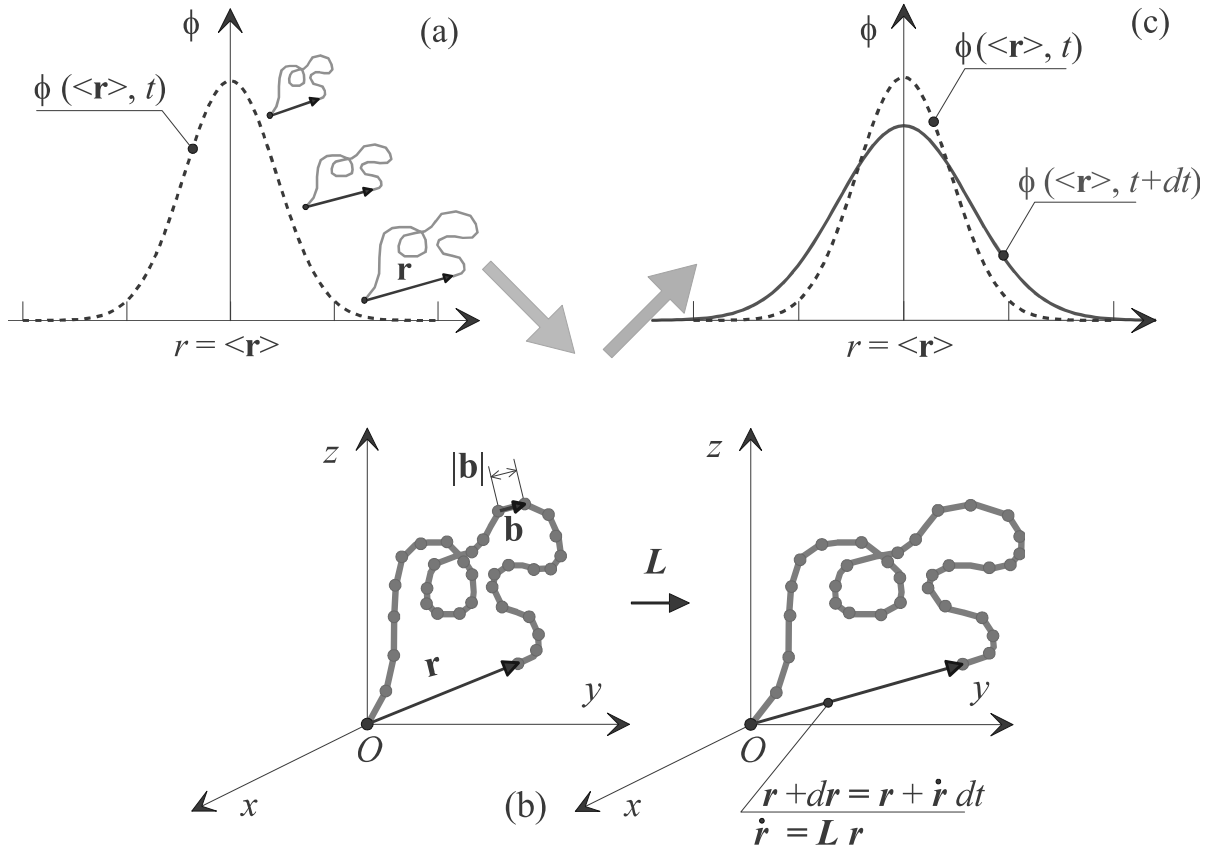 ϕ
(a)
ϕ (<r>, t)
r
r = <r>
ϕ
(c)
ϕ (<r>, t)
ϕ (<r>, t+dt)
r = <r>
z
|b|
b
r
y
O
x
(b)
L
z
y
O
x
r + dr = r + ṙ dt
ṙ = L r